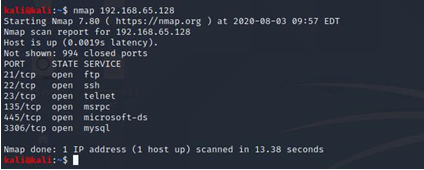 kali@kali:~$ nmap 192.168.65.128
Starting Nmap 7.80 ( https://nmap.org ) at 2020-08-03 09:57 EDT
Nmap scan report for 192.168.65.128
Host is up (0.0019s latency).
Not shown: 994 closed ports
PORT     STATE SERVICE
21/tcp   open  ftp
22/tcp   open  ssh
23/tcp   open  telnet
135/tcp  open  msrpc
445/tcp  open  microsoft-ds
3306/tcp open  mysql
Nmap done: 1 IP address (1 host up) scanned in 13.38 seconds
kali@kali:~$